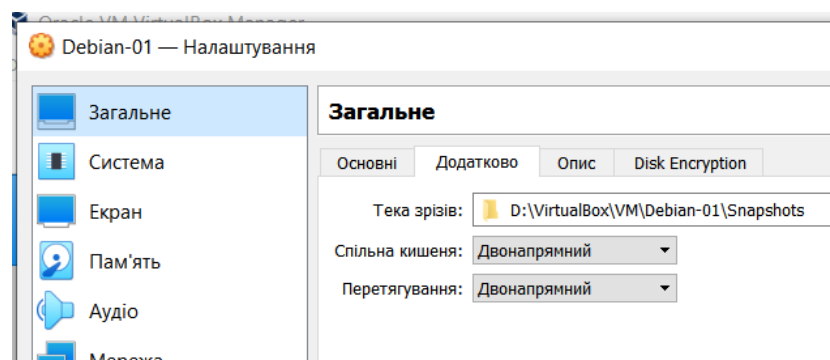 Oracle VM VirtualBox Manager
Debian-01 — Налаштування
Загальне
Система
Екран
Пам'ять
Аудіо
Мережа
Загальне
Основні Додатково Опис Disk Encryption
Тека зрізів: D:\VirtualBox\VM\Debian-01\Snapshots
Спільна кишеня: Двонапрямний
Перетягування: Двонапрямний